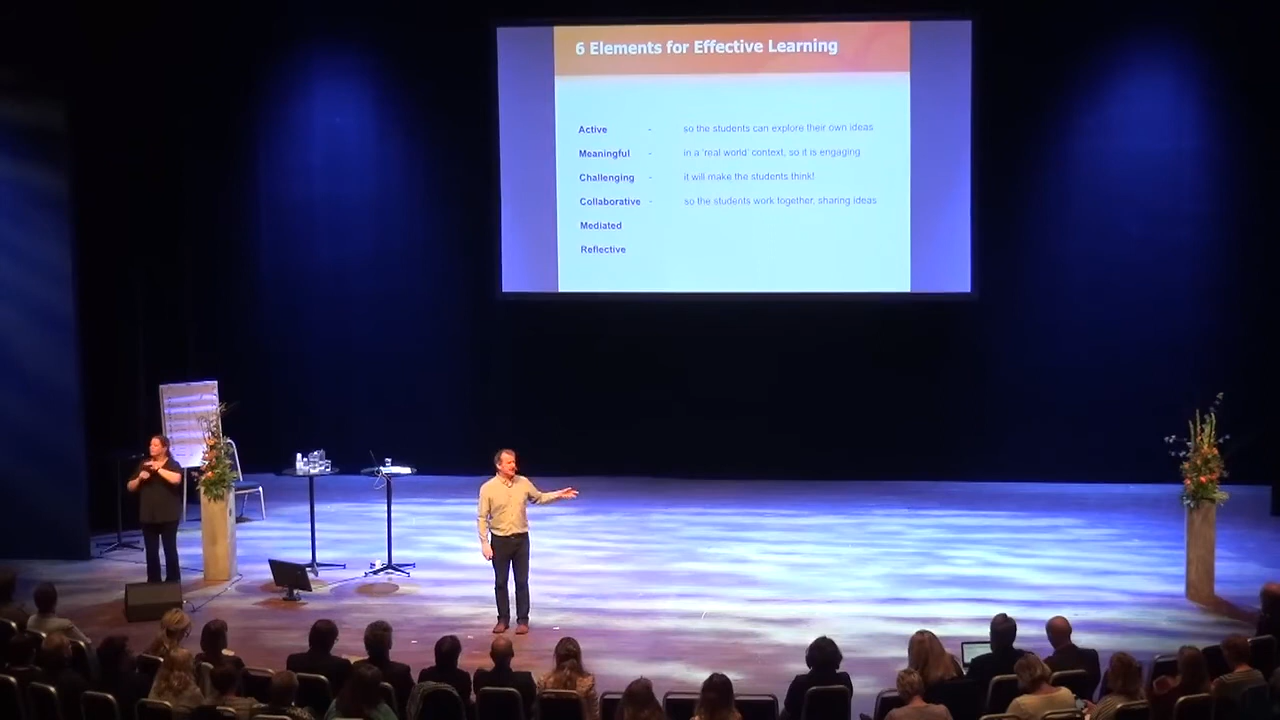 6 Elements for Effective Learning
Active - so the students can explore their own ideas
Meaningful - in a 'real world' context, so it is engaging
Challenging - it will make the students think!
Collaborative - so the students work together, sharing ideas
Mediated
Reflective